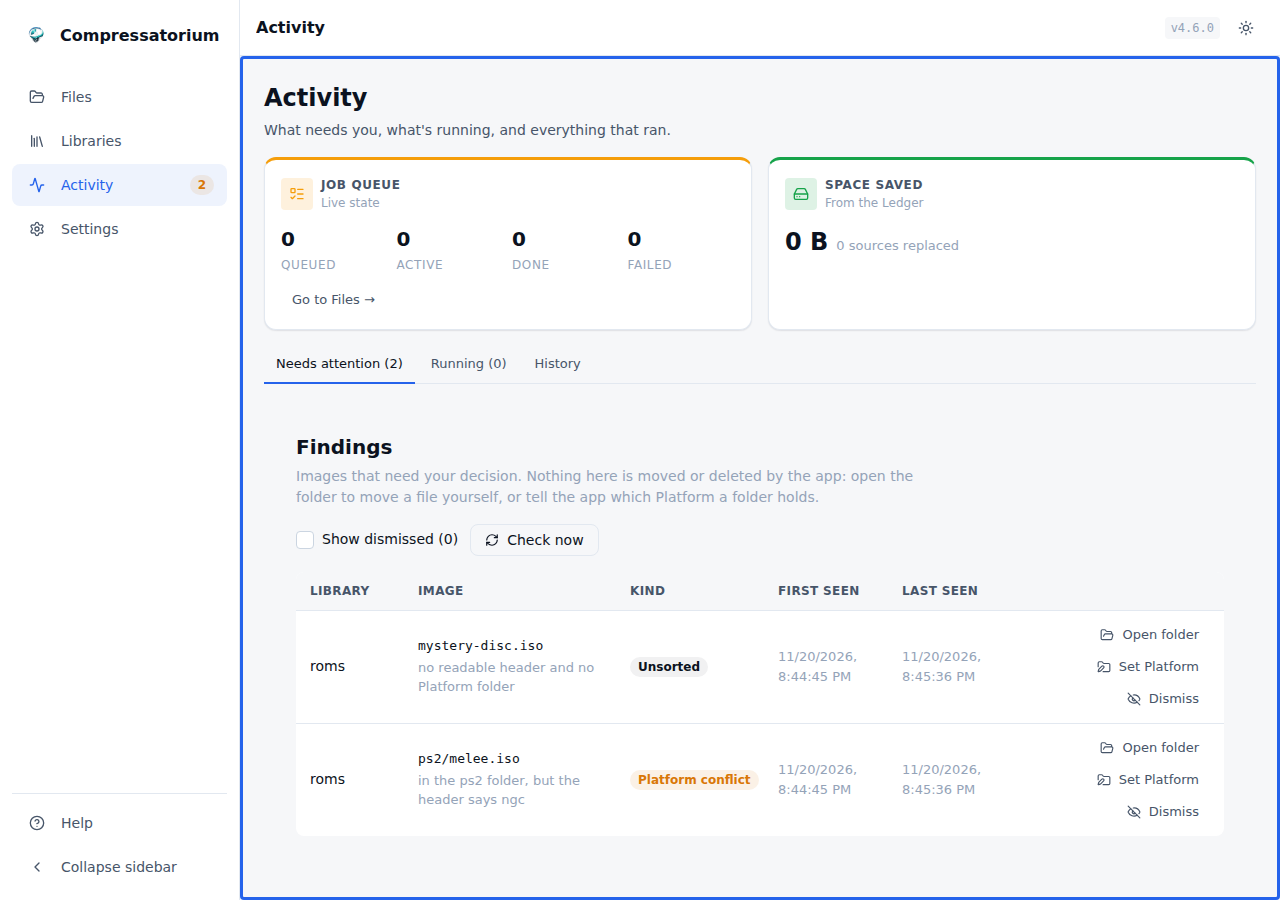 Compressatorium
Files
Libraries
Activity 2
Settings
Help
Collapse sidebar
Activity
v4.6.0
Activity
What needs you, what's running, and everything that ran.
JOB QUEUE
Live state
0 0 0 0
QUEUED ACTIVE DONE FAILED
Go to Files →
SPACE SAVED
From the Ledger
0 B 0 sources replaced
Needs attention (2) Running (0) History
Findings
Images that need your decision. Nothing here is moved or deleted by the app: open the
folder to move a file yourself, or tell the app which Platform a folder holds.
Show dismissed (0) Check now
LIBRARY IMAGE KIND FIRST SEEN LAST SEEN
roms
mystery-disc.iso
no readable header and no
Platform folder
Unsorted
11/20/2026,
8:44:45 PM
11/20/2026,
8:45:36 PM
Open folder
Set Platform
Dismiss
roms
ps2/melee.iso
in the ps2 folder, but the
header says ngc
Platform conflict
11/20/2026,
8:44:45 PM
11/20/2026,
8:45:36 PM
Open folder
Set Platform
Dismiss